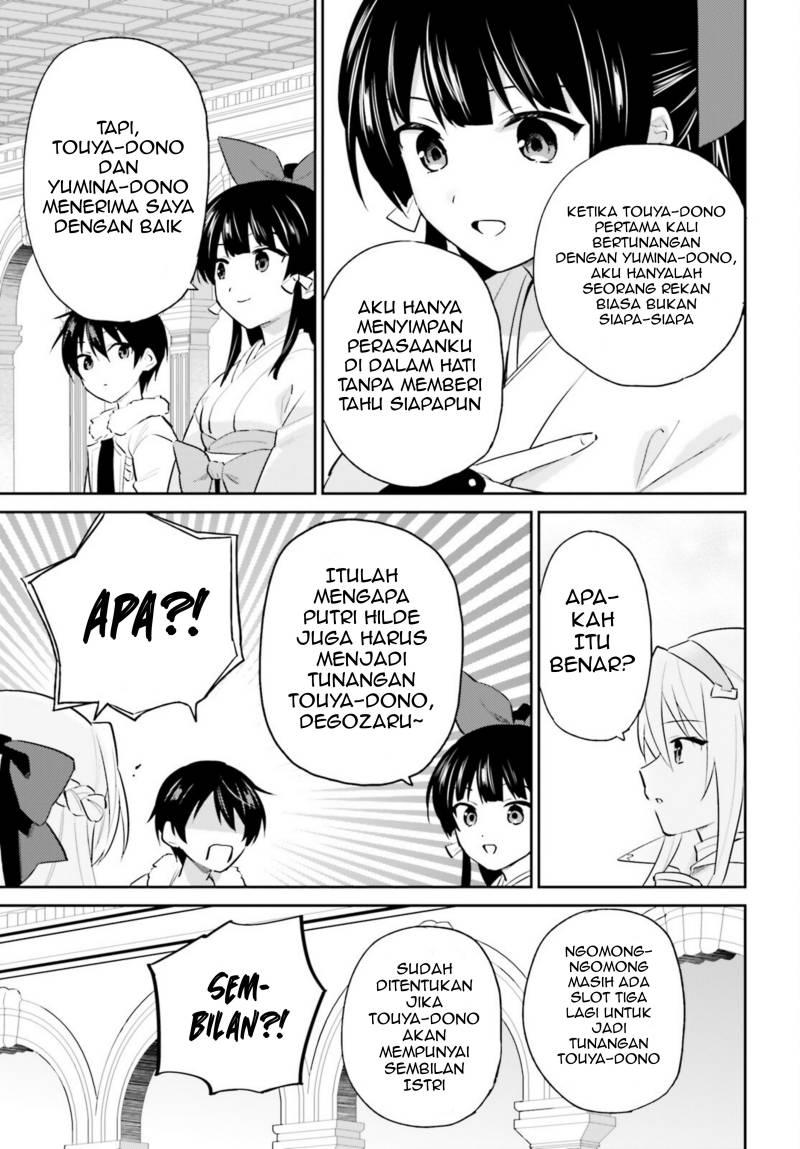 KETIKA TOUYA-DONO
PERTAMA KALI
BERTUNANGAN
DENGAN YUMINA-DONO,
AKU HANYALAH
SEORANG REKAN
BIASA BUKAN
SIAPA-SIAPA
AKU HANYA
MENYIMPAN
PERASAANKU
DI DALAM HATI
TANPA MEMBERI
TAHU SIAPAPUN
TAPI,
TOUYA-DONO
DAN
YUMINA-DONO
MENERIMA SAYA
DENGAN BAIK
APA-
KAH
ITU
BENAR?
ITULAH
MENGAPA
PUTRI HILDE
JUGA HARUS
MENJADI
TUNANGAN
TOUYA-DONO,
DEGOZARU~
APA?!
NGOMONG-
NGOMONG
MASIH ADA
SLOT TIGA
LAGI UNTUK
JADI
TUNANGAN
TOUYA-DONO
SUDAH
DITENTUKAN
JIKA
TOUYA-DONO
AKAN
MEMPUNYAI
SEMBILAN
ISTRI
SEM-
BILAN?!